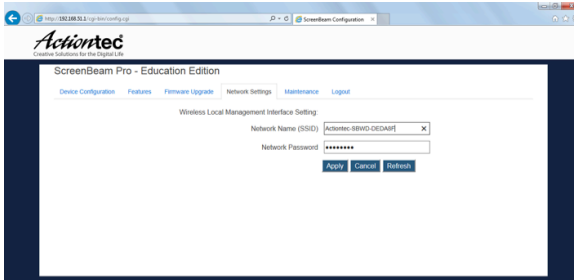 http://192.168.51.1/cgi-bin/config.cgi
ScreenBeam Configuration
Actiontec
Creative Solutions for the Digital Life
ScreenBeam Pro - Education Edition
Device Configuration Features Firmware Upgrade Network Settings Maintenance Logout
Wireless Local Management Interface Setting:
Network Name (SSID) Actiontec-SBWD-DEDA8F
Network Password
Apply Cancel Refresh